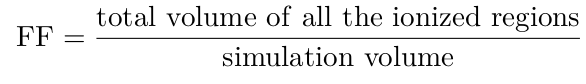 FF = total volume of all the ionized regions
simulation volume